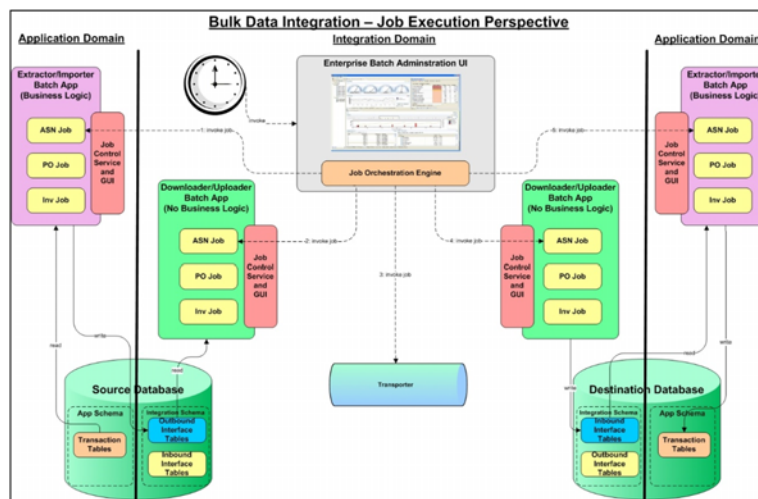 Bulk Data Integration – Job Execution Perspective
Application Domain
Integration Domain
Application Domain
Extractor/Importer
Batch App
(Business Logic)
ASN Job
PO Job
Inv Job
Job
Control
Service
and
GUI
Enterprise Batch Adminstration UI
Job Orchestration Engine
invoke
1: invoke job
2: invoke job
3: invoke job
4: invoke job
5: invoke job
Downloader/Uploader
Batch App
(No Business Logic)
ASN Job
PO Job
Inv Job
Job
Control
Service
and
GUI
Downloader/Uploader
Batch App
(No Business Logic)
ASN Job
PO Job
Inv Job
Job
Control
Service
and
GUI
Extractor/Importer
Batch App
(Business Logic)
ASN Job
PO Job
Inv Job
Job
Control
Service
and
GUI
Transporter
read
write
read
Source Database
App Schema
Transaction
Tables
Integration Schema
Outbound
Interface
Tables
Inbound
Interface
Tables
write
read
write
Destination Database
Integration Schema
Inbound
Interface
Tables
Outbound
Interface
Tables
App Schema
Transaction
Tables